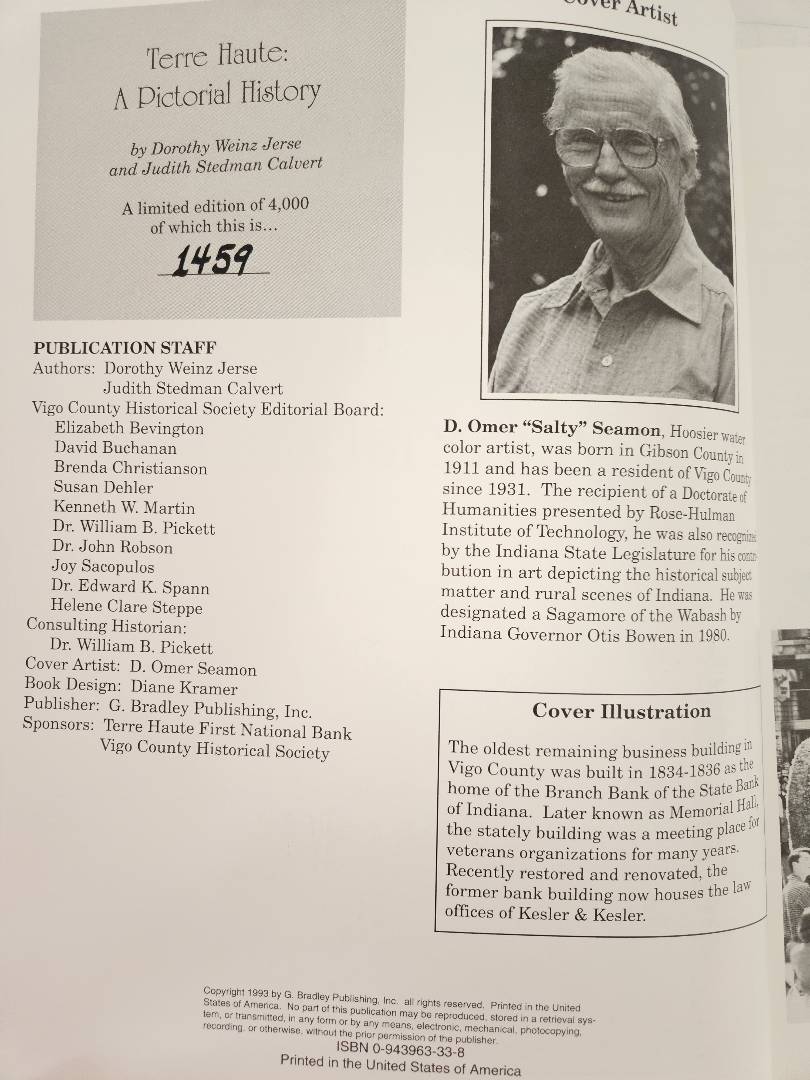 Terre Haute:
A Pictorial History
by Dorothy Weinz Jerse
and Judith Stedman Calvert
A limited edition of 4,000
of which this is...
1459
PUBLICATION STAFF
Authors: Dorothy Weinz Jerse
Judith Stedman Calvert
Vigo County Historical Society Editorial Board:
Elizabeth Bevington
David Buchanan
Brenda Christianson
Susan Dehler
Kenneth W. Martin
Dr. William B. Pickett
Dr. John Robson
Joy Sacopulos
Dr. Edward K. Spann
Helene Clare Steppe
Consulting Historian:
Dr. William B. Pickett
Cover Artist: D. Omer Seamon
Book Design: Diane Kramer
Publisher: G. Bradley Publishing, Inc.
Sponsors: Terre Haute First National Bank
Vigo County Historical Society
Cover Artist
D. Omer “Salty” Seamon, Hoosier water
color artist, was born in Gibson County in
1911 and has been a resident of Vigo County
since 1931. The recipient of a Doctorate of
Humanities presented by Rose-Hulman
Institute of Technology, he was also recognized
by the Indiana State Legislature for his contri-
bution in art depicting the historical subject
matter and rural scenes of Indiana. He was
designated a Sagamore of the Wabash by
Indiana Governor Otis Bowen in 1980.
Cover Illustration
The oldest remaining business building in
Vigo County was built in 1834-1836 as the
home of the Branch Bank of the State Bank
of Indiana. Later known as Memorial Hall,
the stately building was a meeting place for
veterans organizations for many years.
Recently restored and renovated, the
former bank building now houses the law
offices of Kesler & Kesler.
Copyright 1993 by G. Bradley Publishing, Inc. all rights reserved. Printed in the United
States of America. No part of this publication may be reproduced, stored in a retrieval sys-
tem, or transmitted, in any form or by any means, electronic, mechanical, photocopying,
recording, or otherwise, without the prior permission of the publisher.
ISBN 0-943963-33-8
Printed in the United States of America